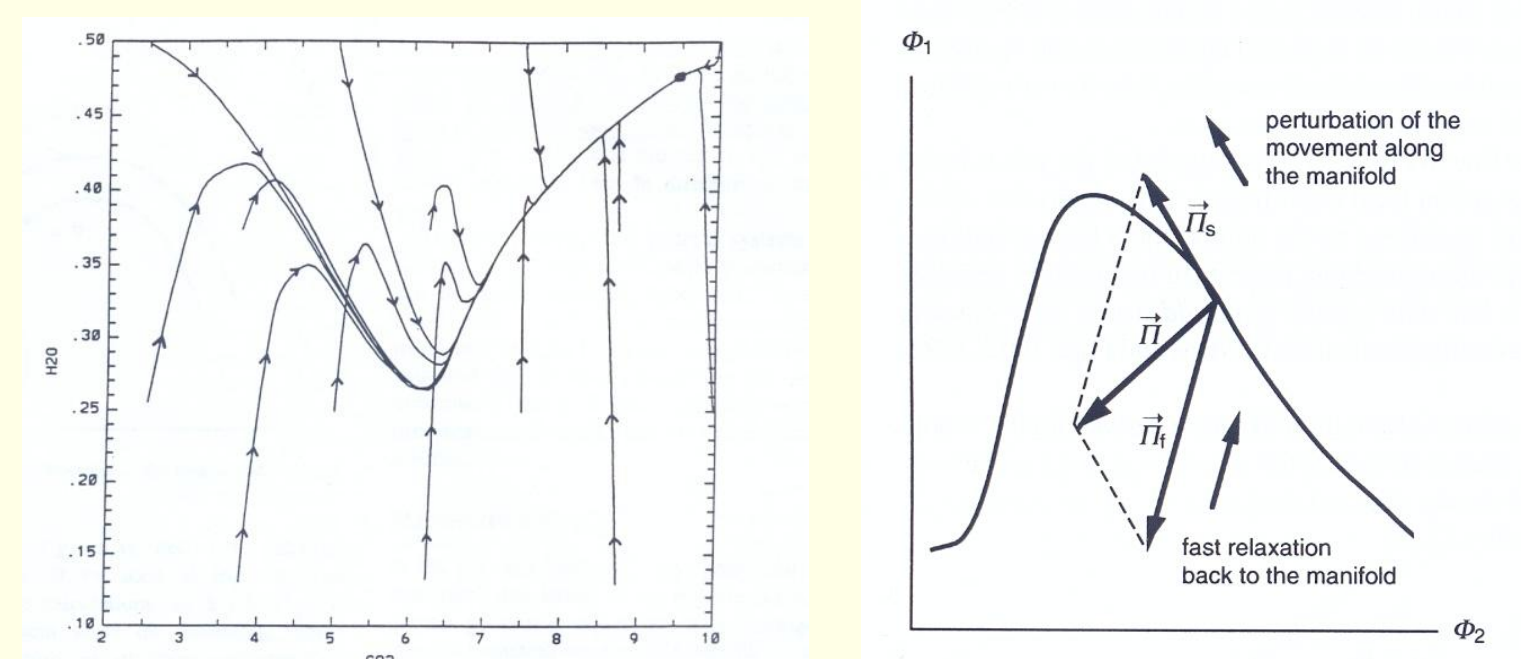 .50
.45
.40
.35
.30
.25
.20
.15
.10
H2O
2 3 4 5 6 7 8 9 10
Φ1
perturbation of the
movement along
the manifold
Π⃗s
Π⃗
Π⃗f
fast relaxation
back to the manifold
Φ2